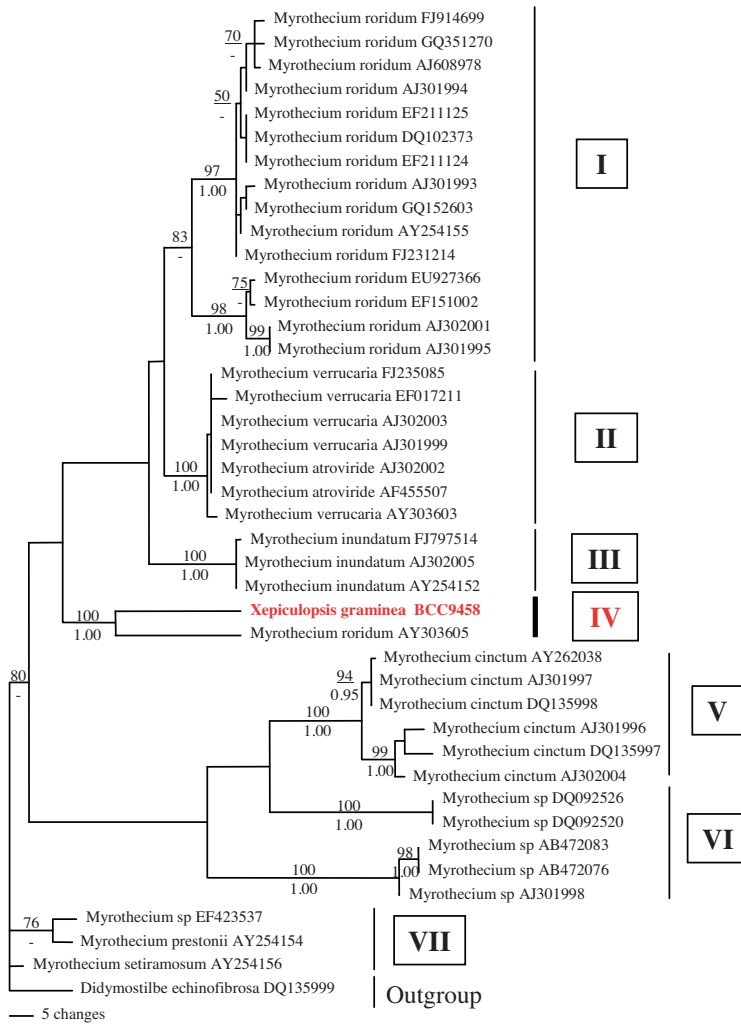 Myrothecium roridum FJ914699
70
-
Myrothecium roridum GQ351270
Myrothecium roridum AJ608978
Myrothecium roridum AJ301994
50
-
Myrothecium roridum EF211125
Myrothecium roridum DQ102373
Myrothecium roridum EF211124
97
1.00
Myrothecium roridum AJ301993
Myrothecium roridum GQ152603
Myrothecium roridum AY254155
Myrothecium roridum FJ231214
I
83
-
Myrothecium roridum EU927366
75
-
Myrothecium roridum EF151002
98
1.00
Myrothecium roridum AJ302001
99
1.00
Myrothecium roridum AJ301995
Myrothecium verrucaria FJ235085
Myrothecium verrucaria EF017211
Myrothecium verrucaria AJ302003
II
Myrothecium verrucaria AJ301999
100
1.00
Myrothecium atroviride AJ302002
Myrothecium atroviride AF455507
Myrothecium verrucaria AY303603
Myrothecium inundatum FJ797514
100
1.00
Myrothecium inundatum AJ302005
III
Myrothecium inundatum AY254152
Xepiculopsis graminea BCC9458
IV
100
1.00
Myrothecium roridum AY303605
Myrothecium cinctum AY262038
94
0.95
Myrothecium cinctum AJ301997
Myrothecium cinctum DQ135998
V
100
1.00
Myrothecium cinctum AJ301996
99
1.00
Myrothecium cinctum DQ135997
Myrothecium cinctum AJ302004
80
-
Myrothecium sp DQ092526
100
1.00
Myrothecium sp DQ092520
VI
Myrothecium sp AB472083
98
1.00
Myrothecium sp AB472076
100
1.00
Myrothecium sp AJ301998
Myrothecium sp EF423537
76
-
Myrothecium prestonii AY254154
VII
Myrothecium setiramosum AY254156
Didymostilbe echinofibrosa DQ135999
Outgroup
5 changes